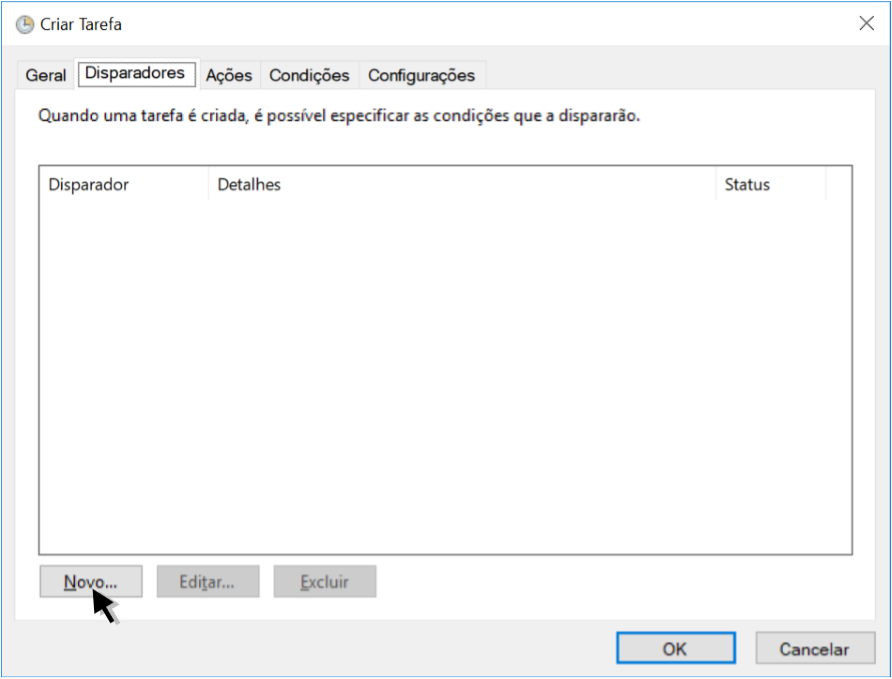 Criar Tarefa
Geral Disparadores Ações Condições Configurações
Quando uma tarefa é criada, é possível especificar as condições que a dispararão.
Disparador Detalhes Status
Novo... Editar... Excluir
OK Cancelar